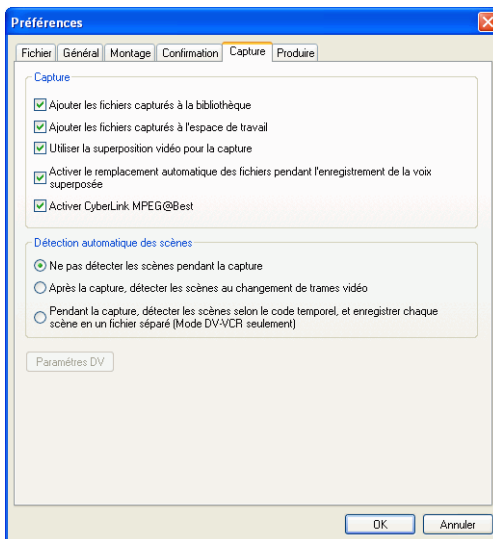 Préférences
Fichier Général Montage Confirmation Capture Produire
Capture
Ajouter les fichiers capturés à la bibliothèque
Ajouter les fichiers capturés à l'espace de travail
Utiliser la superposition vidéo pour la capture
Activer le remplacement automatique des fichiers pendant l'enregistrement de la voix
superposée
Activer CyberLink MPEG@Best
Détection automatique des scènes
Ne pas détecter les scènes pendant la capture
Après la capture, détecter les scènes au changement de trames vidéo
Pendant la capture, détecter les scènes selon le code temporel, et enregistrer chaque
scène en un fichier séparé (Mode DV-VCR seulement)
Paramètres DV
OK Annuler